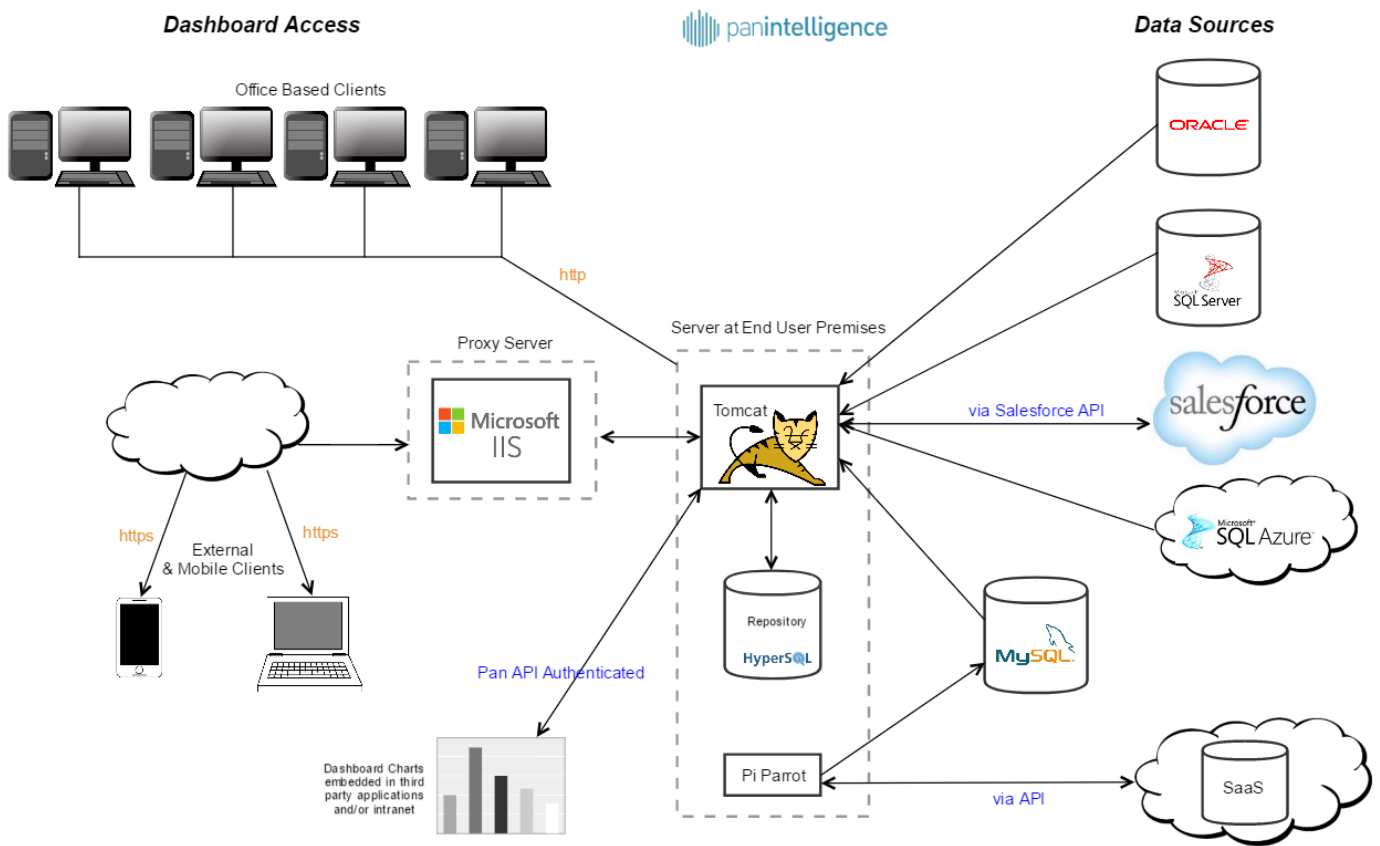 Dashboard Access
panintelligence
Data Sources
Office Based Clients
ORACLE
http
Microsoft
SQL Server
Server at End User Premises
Proxy Server
Microsoft
IIS
Tomcat
via Salesforce API
salesforce
Microsoft
SQL Azure
https
https
External
& Mobile Clients
Repository
HyperSQL
MySQL
Pan API Authenticated
Dashboard Charts
embedded in third
party applications
and/or intranet
Pi Parrot
via API
SaaS